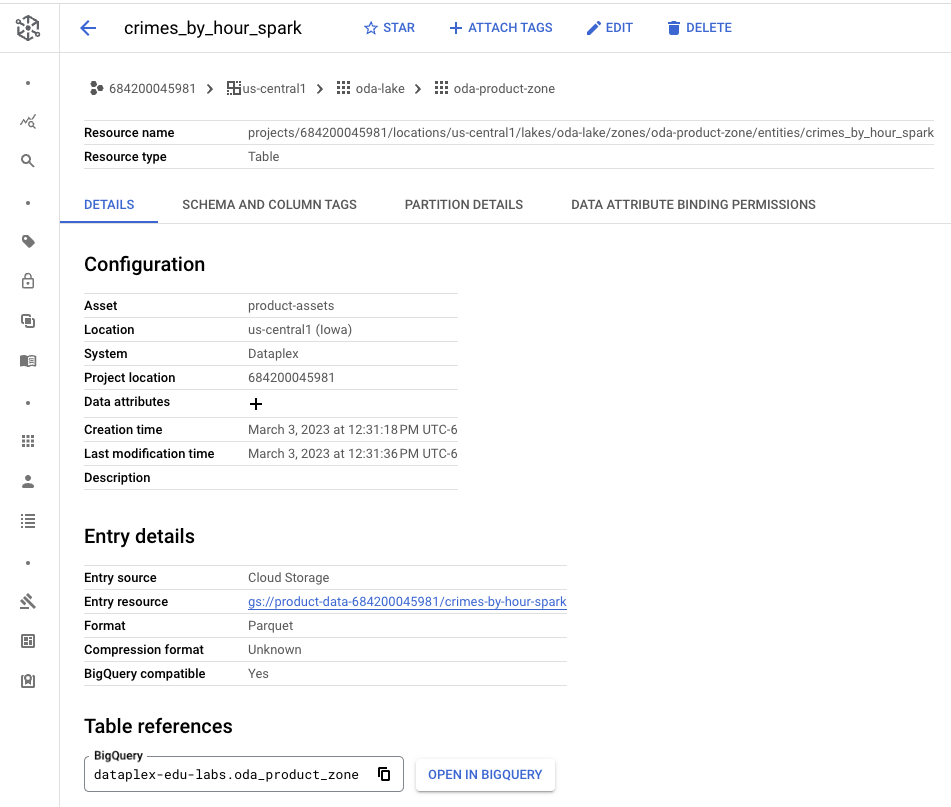 crimes_by_hour_spark STAR ATTACH TAGS EDIT DELETE
684200045981 us-central1 oda-lake oda-product-zone
Resource name projects/684200045981/locations/us-central1/lakes/oda-lake/zones/oda-product-zone/entities/crimes_by_hour_spark
Resource type Table
DETAILS SCHEMA AND COLUMN TAGS PARTITION DETAILS DATA ATTRIBUTE BINDING PERMISSIONS
Configuration
Asset product-assets
Location us-central1 (Iowa)
System Dataplex
Project location 684200045981
Data attributes
Creation time March 3, 2023 at 12:31:18 PM UTC-6
Last modification time March 3, 2023 at 12:31:36 PM UTC-6
Description
Entry details
Entry source Cloud Storage
Entry resource gs://product-data-684200045981/crimes-by-hour-spark
Format Parquet
Compression format Unknown
BigQuery compatible Yes
Table references
BigQuery
dataplex-edu-labs.oda_product_zone OPEN IN BIGQUERY